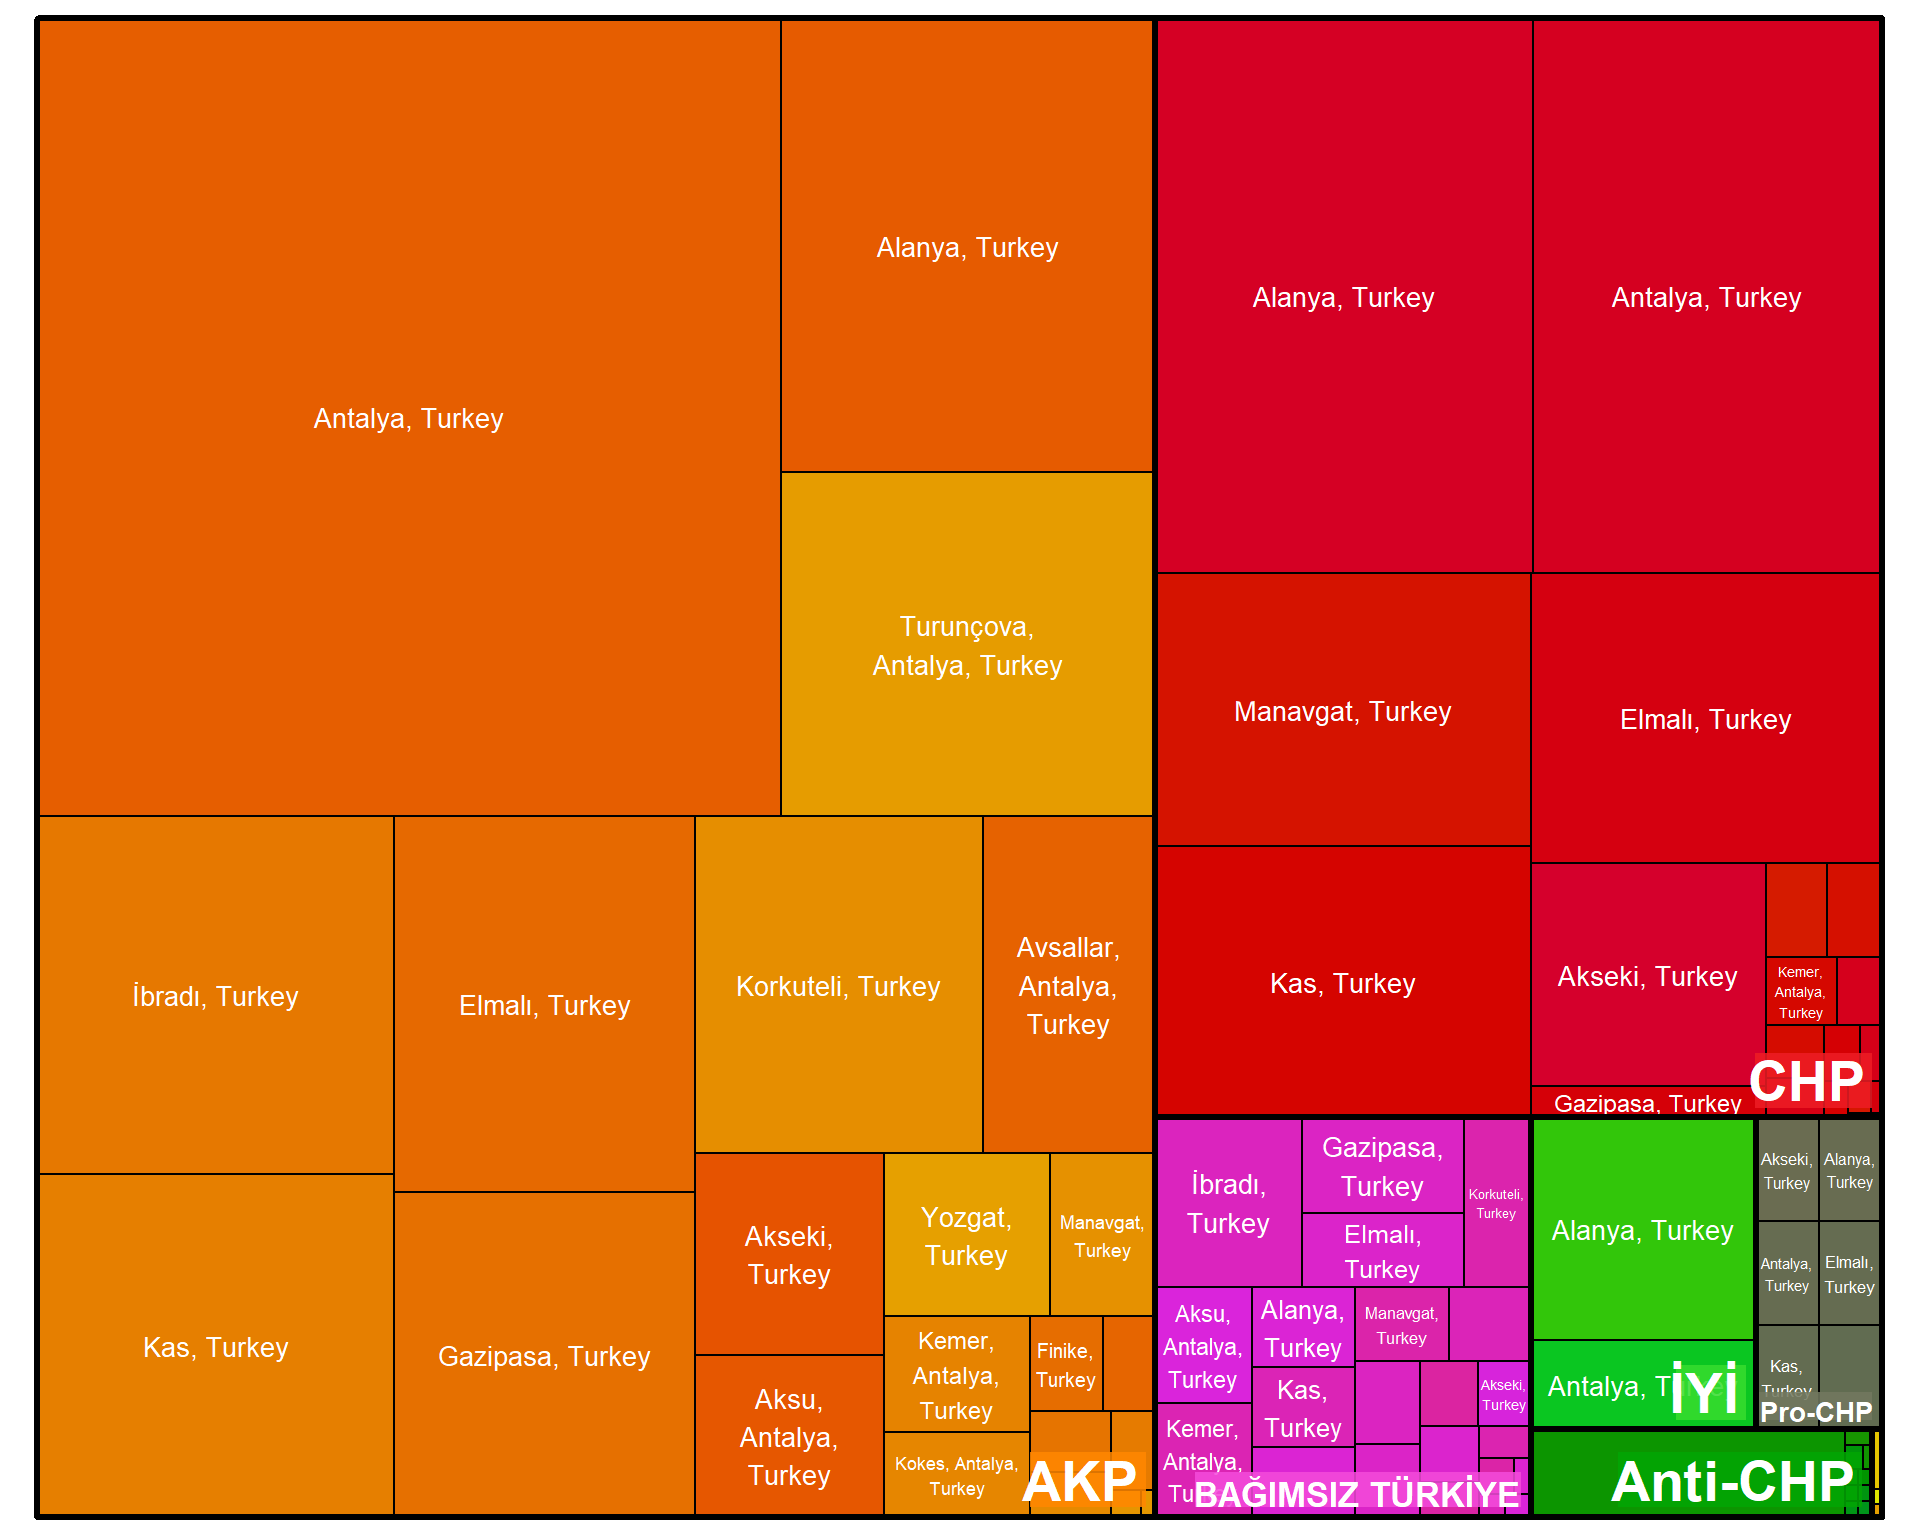 Antalya, Turkey
Alanya, Turkey
Turunçova,
Antalya, Turkey
İbradı, Turkey
Elmalı, Turkey
Korkuteli, Turkey
Avsallar,
Antalya,
Turkey
Kas, Turkey
Gazipasa, Turkey
Akseki,
Turkey
Yozgat,
Turkey
Manavgat,
Turkey
Aksu,
Antalya,
Turkey
Kemer,
Antalya,
Turkey
Finike,
Turkey
Kokes, Antalya,
Turkey
AKP
Alanya, Turkey
Antalya, Turkey
Manavgat, Turkey
Elmalı, Turkey
Kas, Turkey
Akseki, Turkey
Kemer,
Antalya,
Turkey
Gazipasa, Turkey
CHP
İbradı,
Turkey
Gazipasa,
Turkey
Korkuteli,
Turkey
Elmalı,
Turkey
Aksu,
Antalya,
Turkey
Alanya,
Turkey
Manavgat,
Turkey
Kas,
Turkey
Akseki,
Turkey
Kemer,
Antalya,
BAĞIMSIZ TÜRKİYE
Alanya, Turkey
Antalya,
İYİ
Akseki,
Turkey
Alanya,
Turkey
Antalya,
Turkey
Elmalı,
Turkey
Kas,
Turkey
Pro-CHP
Anti-CHP